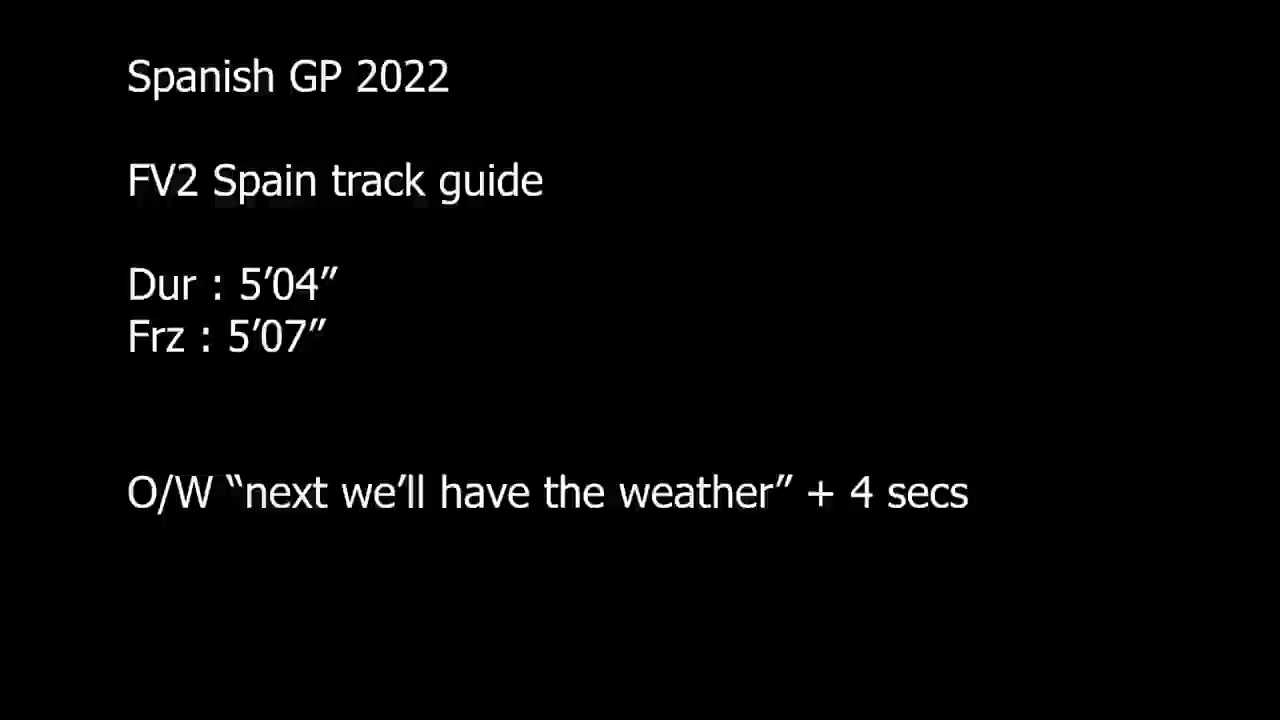 Spanish GP 2022
FV2 Spain track guide
Dur : 5’04”
Frz : 5’07”
O/W “next we’ll have the weather” + 4 secs